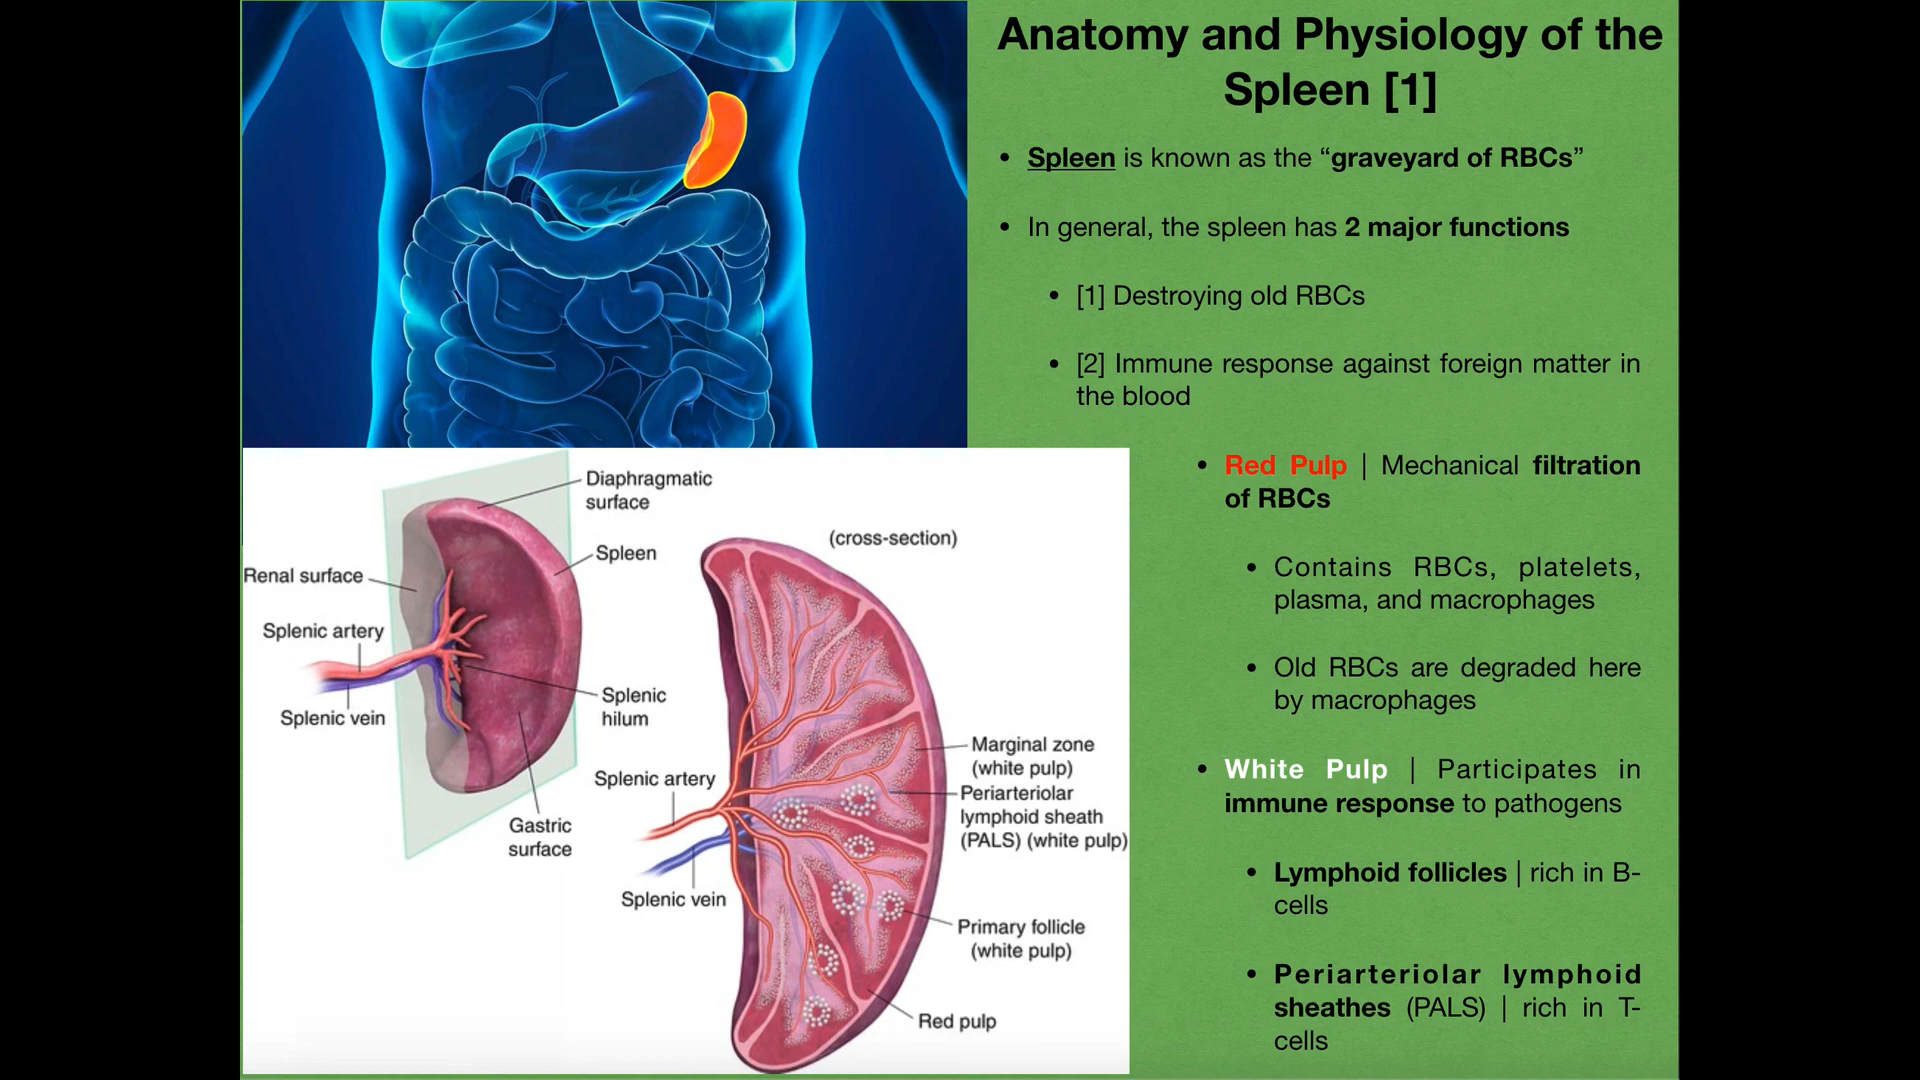 Anatomy and Physiology of the
Spleen [1]
• Spleen is known as the “graveyard of RBCs”
• In general, the spleen has 2 major functions
• [1] Destroying old RBCs
• [2] Immune response against foreign matter in
the blood
• Red Pulp | Mechanical filtration
of RBCs
• Contains RBCs, platelets,
plasma, and macrophages
• Old RBCs are degraded here
by macrophages
• White Pulp | Participates in
immune response to pathogens
• Lymphoid follicles | rich in B-
cells
• Periarteriolar lymphoid
sheathes (PALS) | rich in T-
cells
Diaphragmatic
surface
Spleen
Renal surface
Splenic artery
Splenic vein
Splenic
hilum
Gastric
surface
(cross-section)
Splenic artery
Splenic vein
Marginal zone
(white pulp)
Periarteriolar
lymphoid sheath
(PALS) (white pulp)
Primary follicle
(white pulp)
Red pulp